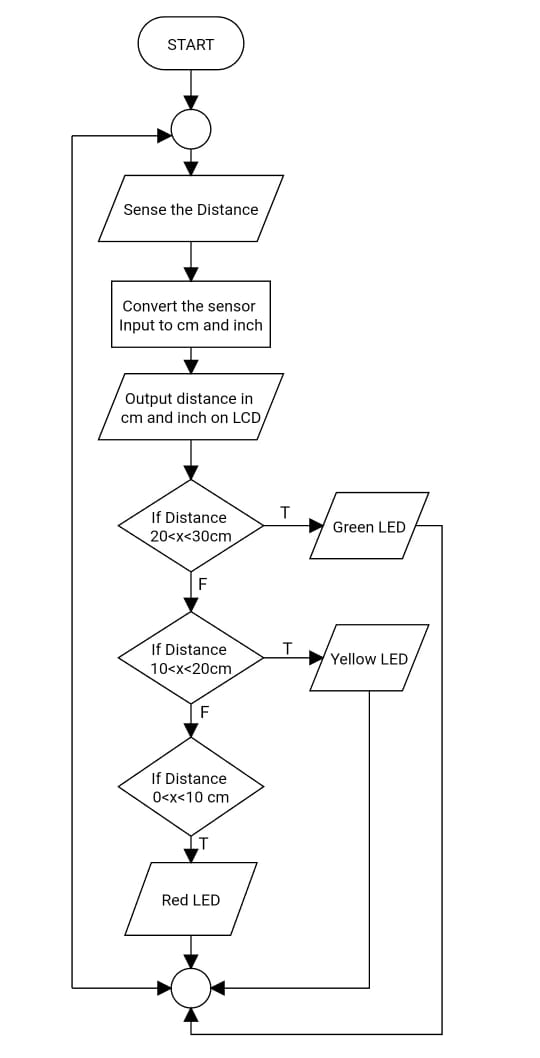 START
Sense the Distance
Convert the sensor
Input to cm and inch
Output distance in
cm and inch on LCD
If Distance
20<x<30cm
T
Green LED
F
If Distance
10<x<20cm
T
Yellow LED
F
If Distance
0<x<10 cm
T
Red LED